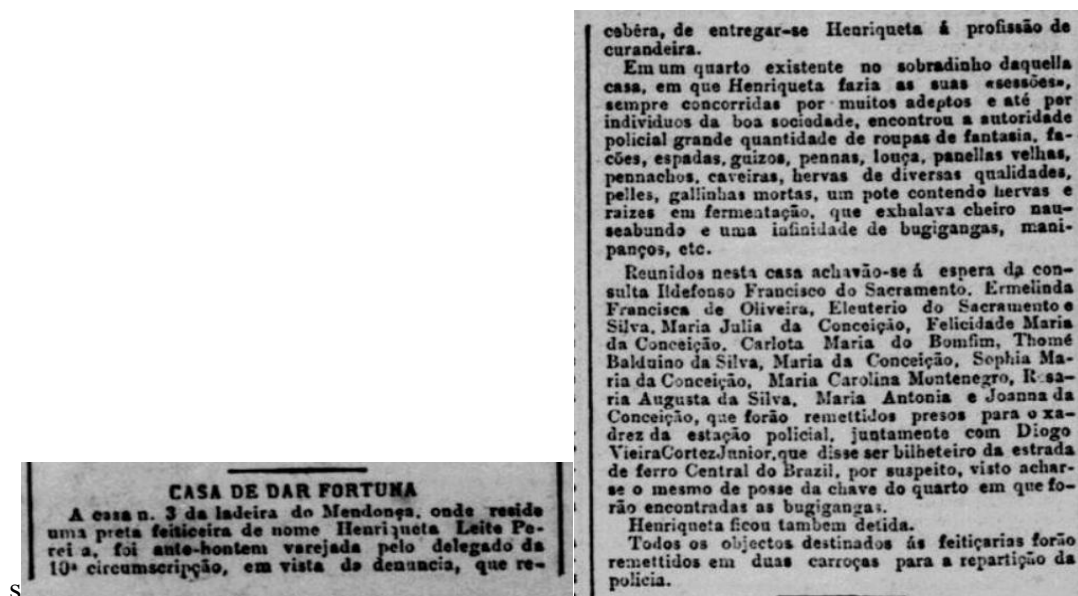 CASA DE DAR FORTUNA
A casa n. 3 da ladeira do Mendonça, onde reside
uma preta feiticeira de nome Henriqueta Leite Pe-
rei a, foi ante-hontem varejada pelo delegado da
10ª circumscripção, em vista da denuncia, que re-
s
cebêra, de entregar-se Henriqueta á profissão de
curandeira.
Em um quarto existente no sobradinho daquella
casa, em que Henriqueta fazia as suas «sessões»,
sempre concorridas por muitos adeptos e até por
individuos da boa sociedade, encontrou a autoridade
policial grande quantidade de roupas de fantasia, fa-
cões, espadas, guizos, pennas, louça, panellas velhas,
pennachos, caveiras, hervas de diversas qualidades,
pelles, gallinhas mortas, um pote contendo hervas e
raizes em fermentação, que exhalava cheiro nau-
seabundo e uma infinidade de bugigangas, mani-
panços, etc.
Reunidos nesta casa achavão-se á espera da con-
sulta Ildefonso Francisco do Sacramento, Ermelinda
Francisca de Oliveira, Eleuterio do Sacramento e
Silva, Maria Julia da Conceição, Felicidade Maria
da Conceição, Carlota Maria do Bomfim, Thomé
Balduino da Silva, Maria da Conceição, Sophia Ma-
ria da Conceição, Maria Carolina Montenegro, R sa-
ria Augusta da Silva, Maria Antonia e Joanna da
Conceição, que forão remettidos presos para o xa-
drez da estação policial, juntamente com Diogo
Vieira Cortez Junior, que disse ser bilheteiro da estrada
de ferro Central do Brazil, por suspeito, visto achar-
se o mesmo de posse da chave do quarto em que fo-
rão encontradas as bugigangas.
Henriqueta ficou tambem detida.
Todos os objectos destinados ás feitiçarias forão
remettidos em duas carroças para a repartição da
policia.